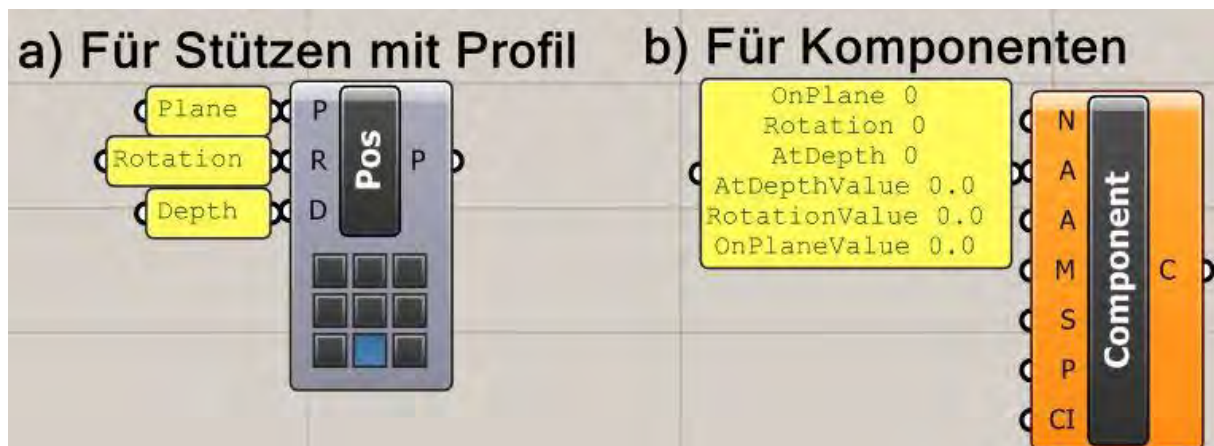 a) Für Stützen mit Profil
b) Für Komponenten
Plane
Rotation
Depth
P
R
D
Pos
P
OnPlane 0
Rotation 0
AtDepth 0
AtDepthValue 0.0
RotationValue 0.0
OnPlaneValue 0.0
N
A
A
M
S
P
CI
Component
C